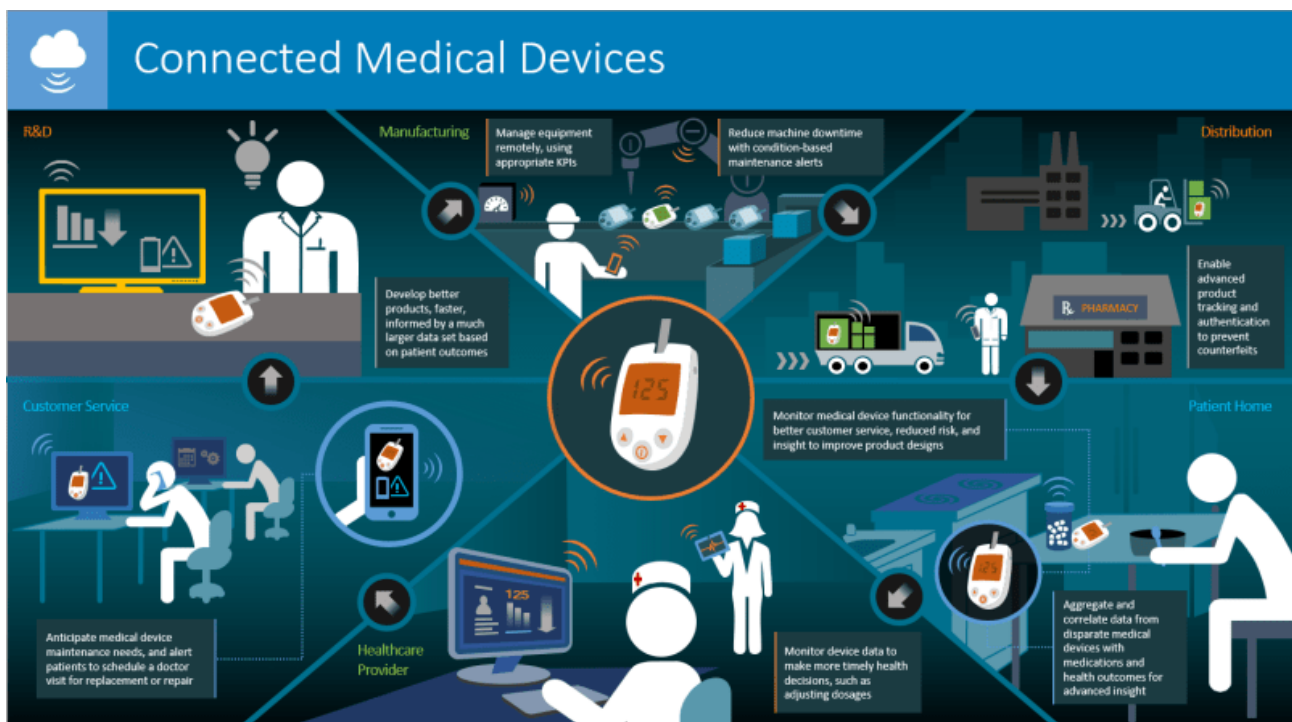 Connected Medical Devices
R&D
Manufacturing
Manage equipment
remotely, using
appropriate KPIs
Reduce machine downtime
with condition-based
maintenance alerts
Distribution
Develop better
products, faster,
informed by a much
larger data set based
on patient outcomes
Rx PHARMACY
Enable
advanced
product
tracking and
authentication
to prevent
counterfeits
125
Customer Service
Monitor medical device functionality for
better customer service, reduced risk, and
insight to improve product designs
Patient Home
125
125
Anticipate medical device
maintenance needs, and alert
patients to schedule a doctor
visit for replacement or repair
Healthcare
Provider
Monitor device data to
make more timely health
decisions, such as
adjusting dosages
Aggregate and
correlate data from
disparate medical
devices with
medications and
health outcomes for
advanced insight